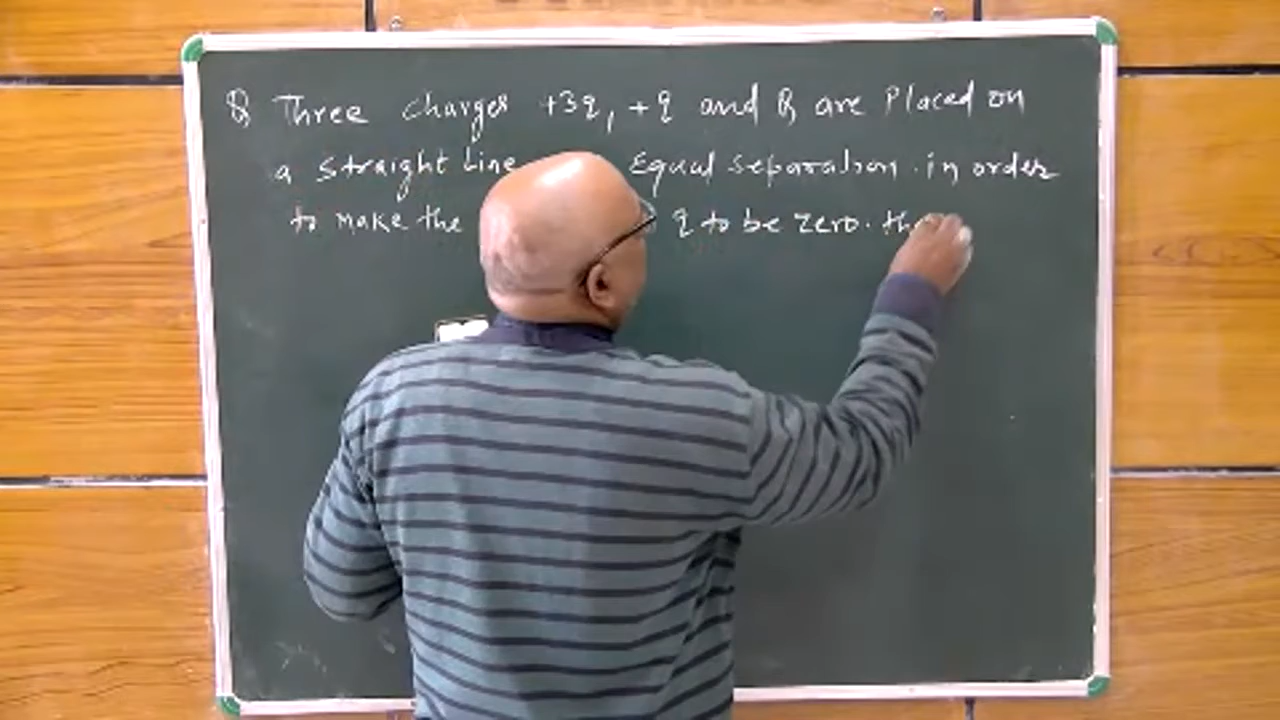 Q Three charges +3q, +q and Q are placed on
a straight line Equal separation. in order
to make the q to be zero. the